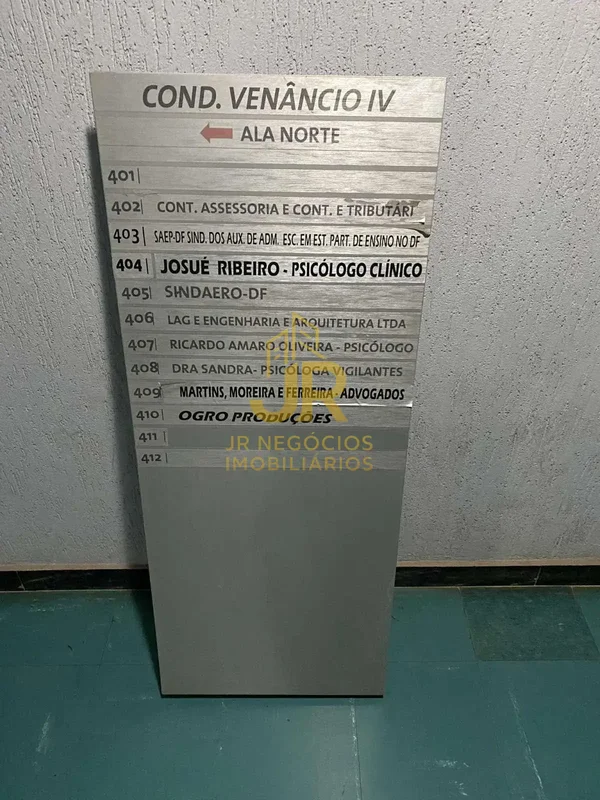 COND. VENÂNCIO IV
ALA NORTE
401
402 CONT. ASSESSORIA E CONT. E TRIBUTARI
403 SAEP-DF SIND. DOS AUX. DE ADM. ESC. EM EST. PART. DE ENSINO NO DF
404 JOSUÉ RIBEIRO - PSICÓLOGO CLÍNICO
405 SINDAERO-DF
406 LAG E ENGENHARIA E ARQUITETURA LTDA
407 RICARDO AMARO OLIVEIRA - PSICÓLOGO
408 DRA SANDRA- PSICÓLOGA VIGILANTES
409 MARTINS, MOREIRA E FERREIRA - ADVOGADOS
410 OGRO PRODUÇÕES
411
412
JR
JR NEGÓCIOS
IMOBILIÁRIOS